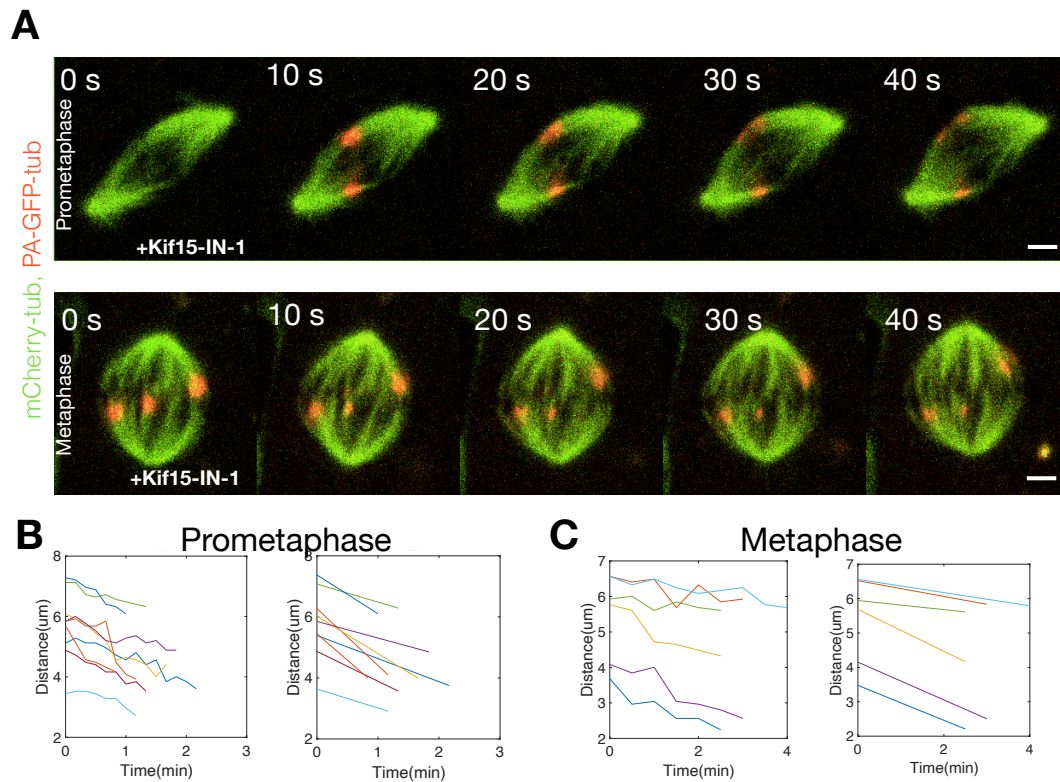 A
mCherry-tub, PA-GFP-tub
Prometaphase
0 s
10 s
20 s
30 s
40 s
+Kif15-IN-1
Metaphase
0 s
10 s
20 s
30 s
40 s
+Kif15-IN-1
B
Prometaphase
Distance(um)
8
6
4
2
0
1
2
3
Time(min)
Distance(um)
8
6
4
2
0
1
2
3
Time(min)
C
Metaphase
Distance(um)
7
6
5
4
3
2
1
0
2
4
Time(min)
Distance(um)
7
6
5
4
3
2
0
2
4
Time(min)